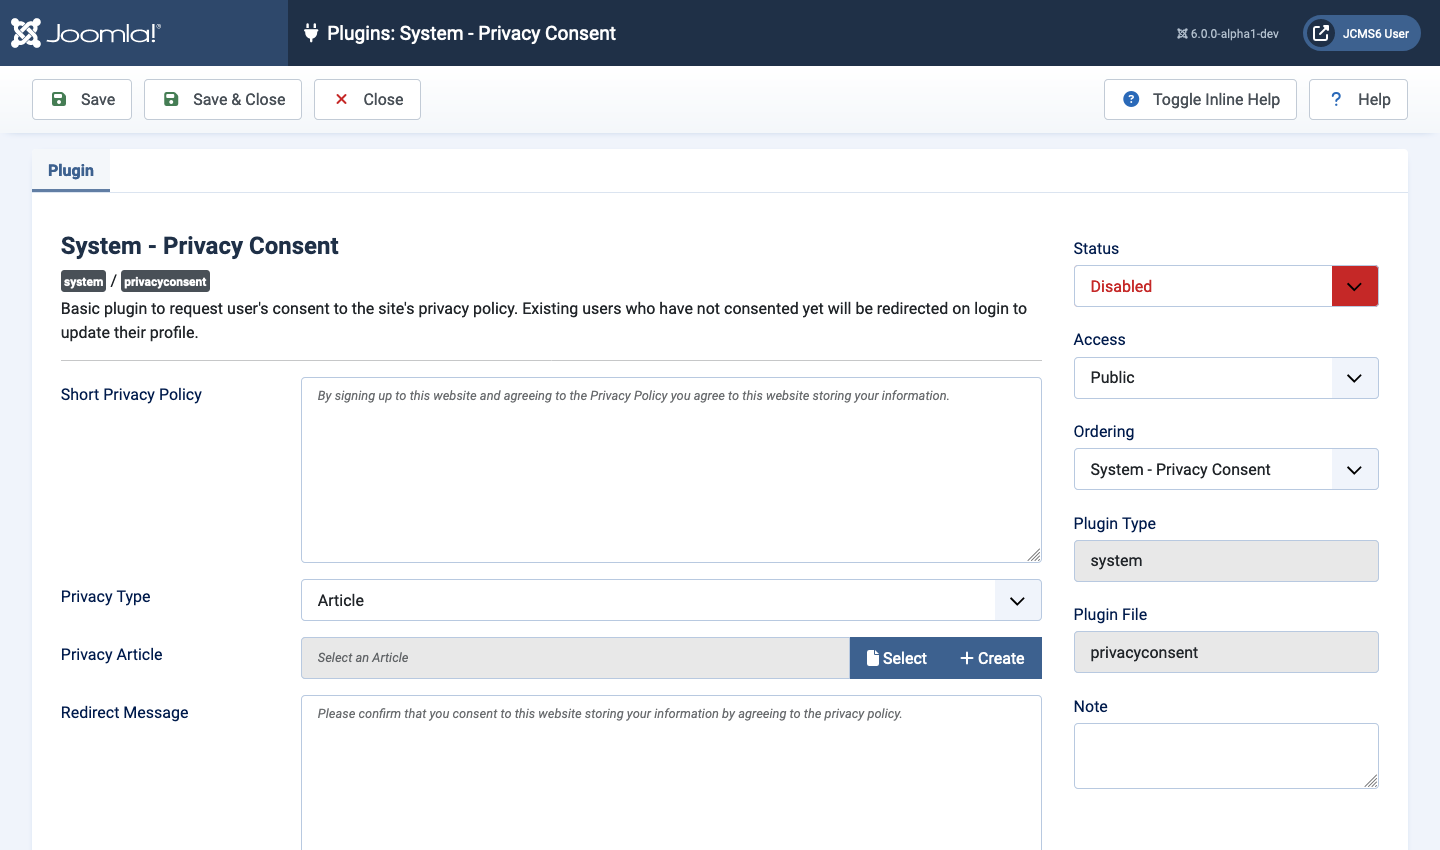 Joomla!®
Plugins: System - Privacy Consent
6.0.0-alpha1-dev
JCMS6 User
Save
Save & Close
Close
Toggle Inline Help
? Help
Plugin
System - Privacy Consent
system / privacyconsent
Basic plugin to request user's consent to the site's privacy policy. Existing users who have not consented yet will be redirected on login to
update their profile.
Short Privacy Policy
By signing up to this website and agreeing to the Privacy Policy you agree to this website storing your information.
Privacy Type
Article
Privacy Article
Select an Article
Select
+ Create
Redirect Message
Please confirm that you consent to this website storing your information by agreeing to the privacy policy.
Status
Disabled
Access
Public
Ordering
System - Privacy Consent
Plugin Type
system
Plugin File
privacyconsent
Note